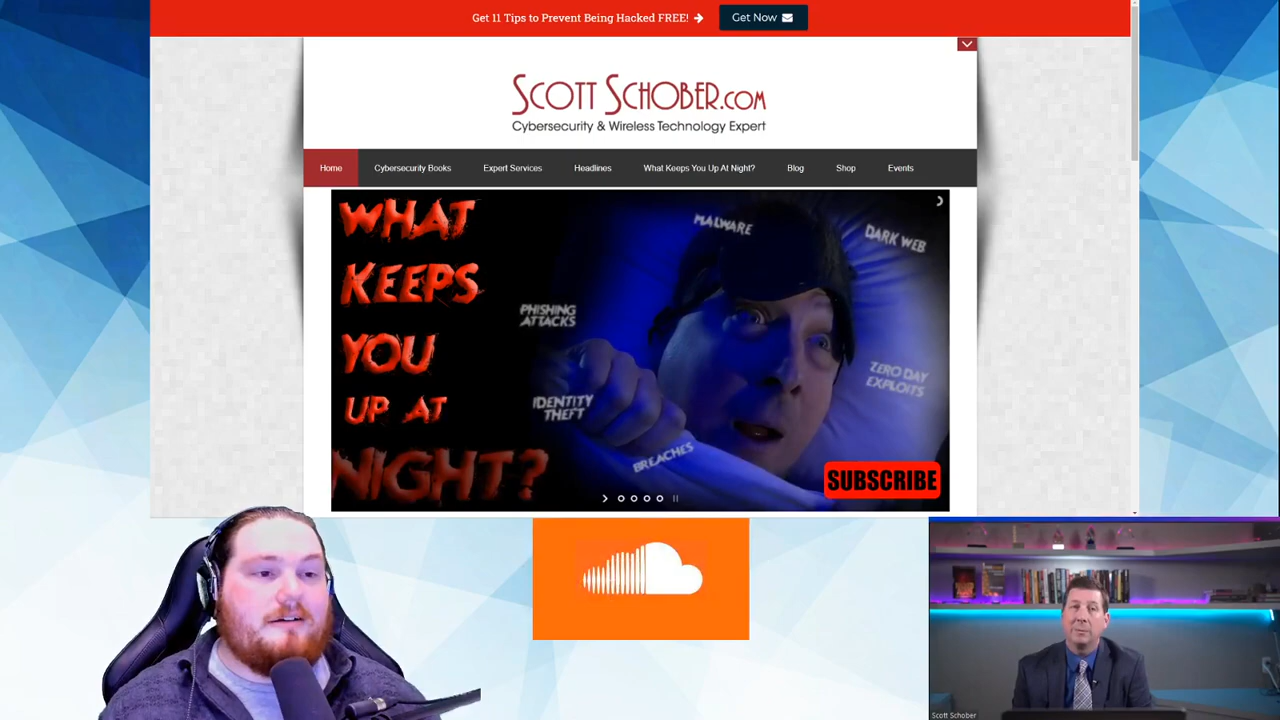 Get 11 Tips to Prevent Being Hacked FREE!
Get Now
SCOTT SCHOBER.COM
Cybersecurity & Wireless Technology Expert
Home
Cybersecurity Books
Expert Services
Headlines
What Keeps You Up At Night?
Blog
Shop
Events
WHAT
KEEPS
YOU
UP AT
NIGHT?
MALWARE
DARK WEB
PHISHING
ATTACKS
ZERO DAY
EXPLOITS
IDENTITY
THEFT
BREACHES
SUBSCRIBE
Scott Schober